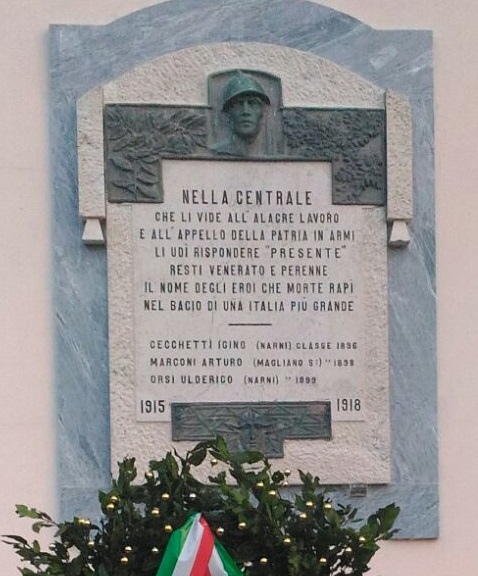 NELLA CENTRALE
CHE LI VIDE ALL'ALACRE LAVORO
E ALL'APPELLO DELLA PATRIA IN ARMI
LI UDÌ RISPONDERE "PRESENTE"
RESTI VENERATO E PERENNE
IL NOME DEGLI EROI CHE MORTE RAPÌ
NEL BACIO DI UNA ITALIA PIÙ GRANDE
CECCHETTI IGINO (NARNI) CLASSE 1896
MARCONI ARTURO (MAGLIANO S:) " 1898
ORSI ULDERICO (NARNI) " 1899
1915 1918